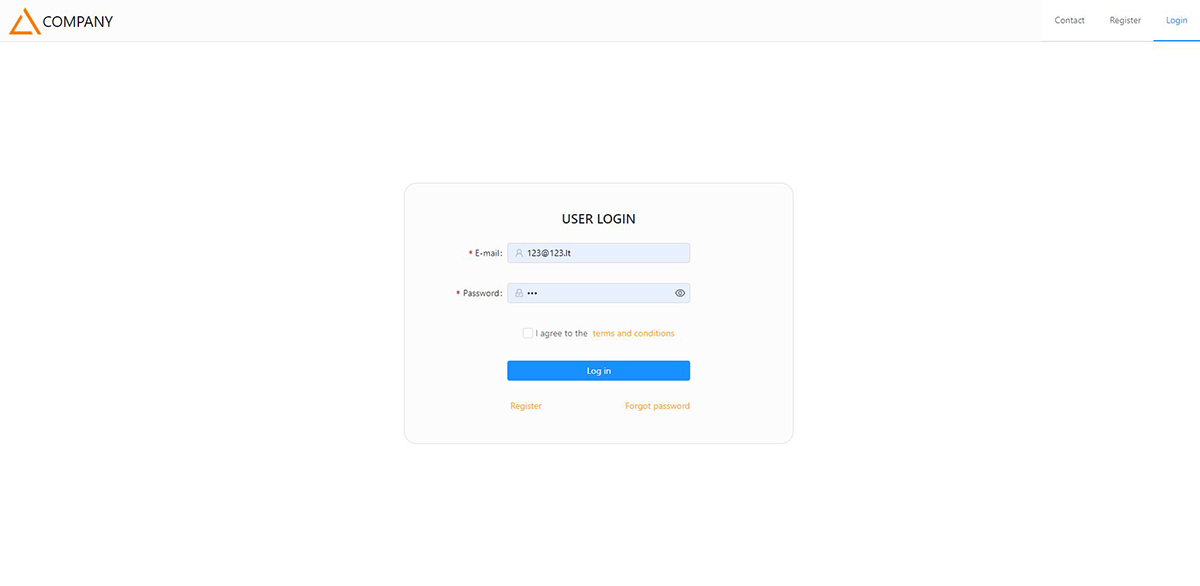 COMPANY
Contact Register Login
USER LOGIN
* E-mail: 123@123.lt
* Password: •••
I agree to the terms and conditions
Log in
Register Forgot password